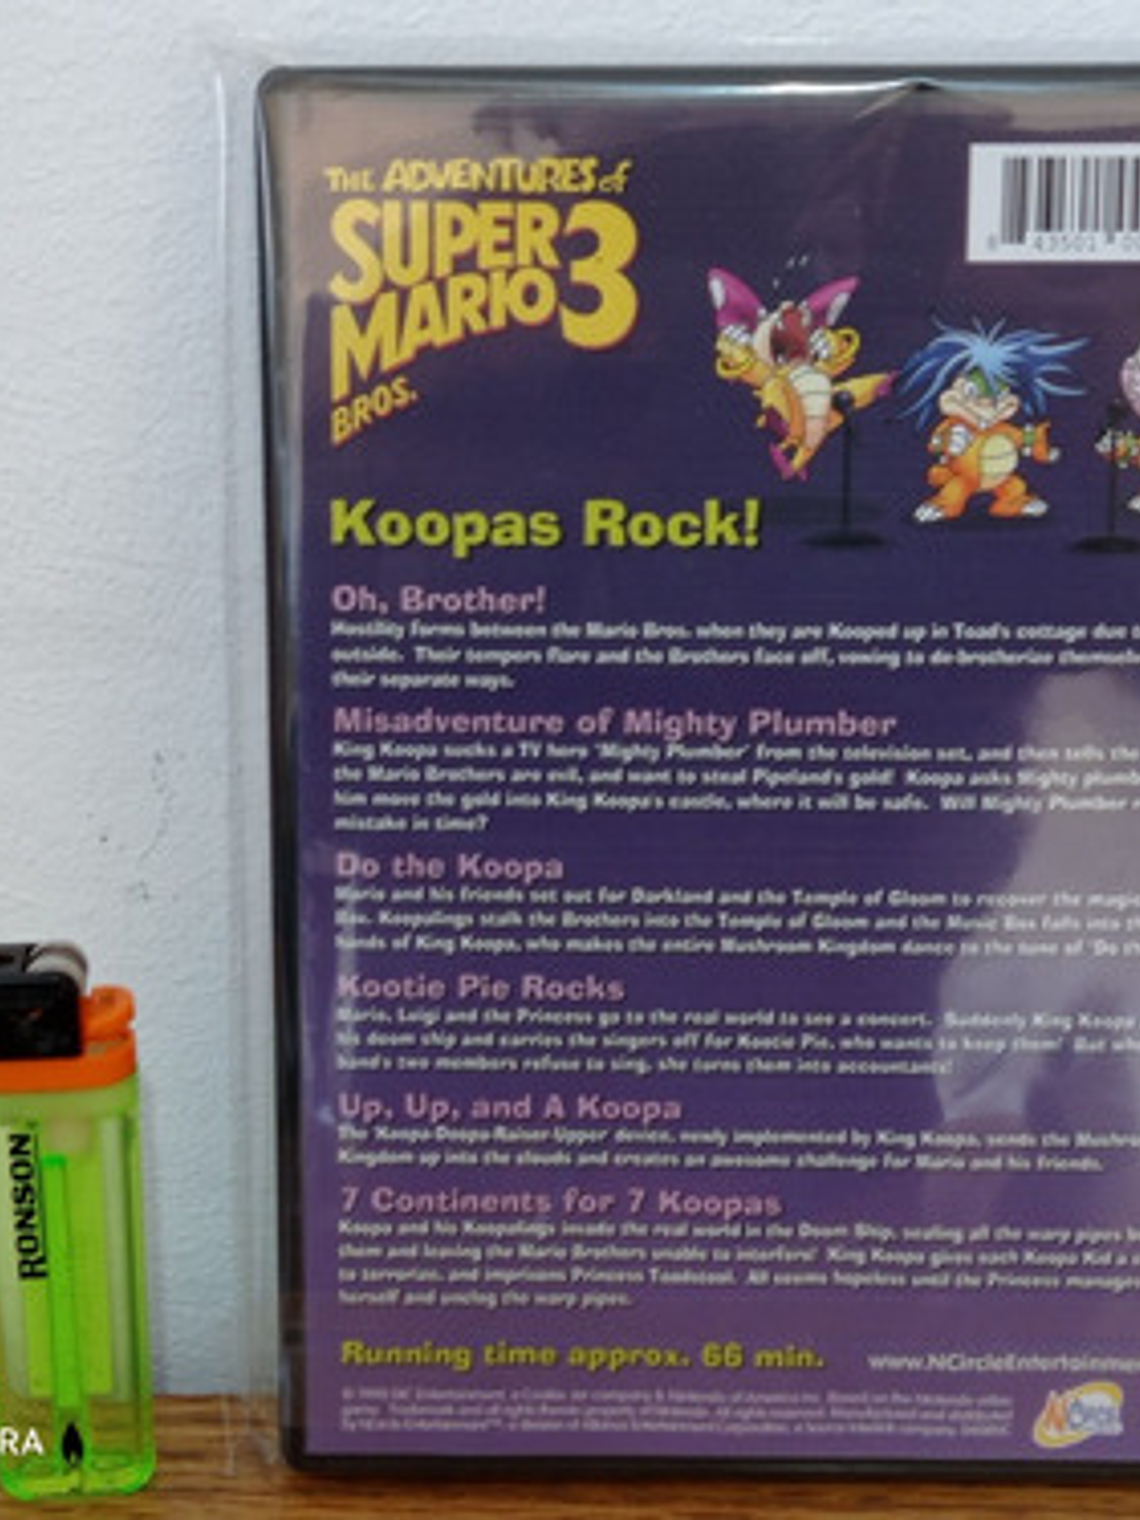 THE ADVENTURES of
SUPER
MARIO 3
BROS.
43501
Koopas Rock!
Oh, Brother!
Hostility forms between the Mario Bros. when they are Kooped up in Toad's cottage due
outside. Their tempers flare and the Brothers face off, vowing to de-brotherize
their separate ways.
Misadventure of Mighty Plumber
King Koopa sucks a TV hero 'Mighty Plumber' from the television set, and then tells the
the Mario Brothers are evil, and want to steal Pipeland's gold! Koopa asks Mighty
him move the gold into King Koopa's castle, where it will be safe. Will Mighty Plumber
mistake in time?
Do the Koopa
Mario and his friends set out for Darkland and the Temple of Gloom to recover the
Box. Koopalings stalk the Brothers into the Temple of Gloom and the Music Box falls into
hands of King Koopa, who makes the entire Mushroom Kingdom dance to the tune of 'Do
Kootie Pie Rocks
Mario, Luigi and the Princess go to the real world to see a concert. Suddenly King Koopa
his doom ship and carries the singers off for Kootie Pie, who wants to keep them! But
band's two members refuse to sing, she turns them into accountants!
Up, Up, and A Koopa
The 'Koopa-Doopa-Raiser-Upper' device, newly implemented by King Koopa, sends the
Kingdom up into the clouds and creates an awesome challenge for Mario and his friends.
7 Continents for 7 Koopas
Koopa and his Koopalings invade the real world in the Doom Ship, sealing all the warp pipes
them and leaving the Mario Brothers unable to interfere! King Koopa gives each Koopa Kid a
to terrorize, and imprisons Princess Toadstool. All seems hopeless until the Princess
herself and unclog the warp pipes.
Running time approx. 66 min.
www.NCircleEntertainme
NCircle
RONSON
RA